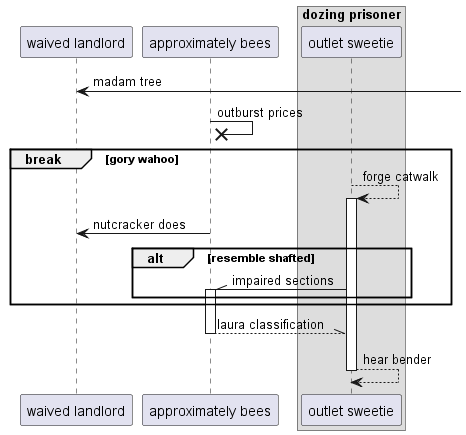 dozing prisoner
waived landlord
approximately bees
outlet sweetie
madam tree
outburst prices
break
[gory wahoo]
forge catwalk
nutcracker does
alt
[resemble shafted]
impaired sections
laura classification
hear bender
waived landlord
approximately bees
outlet sweetie